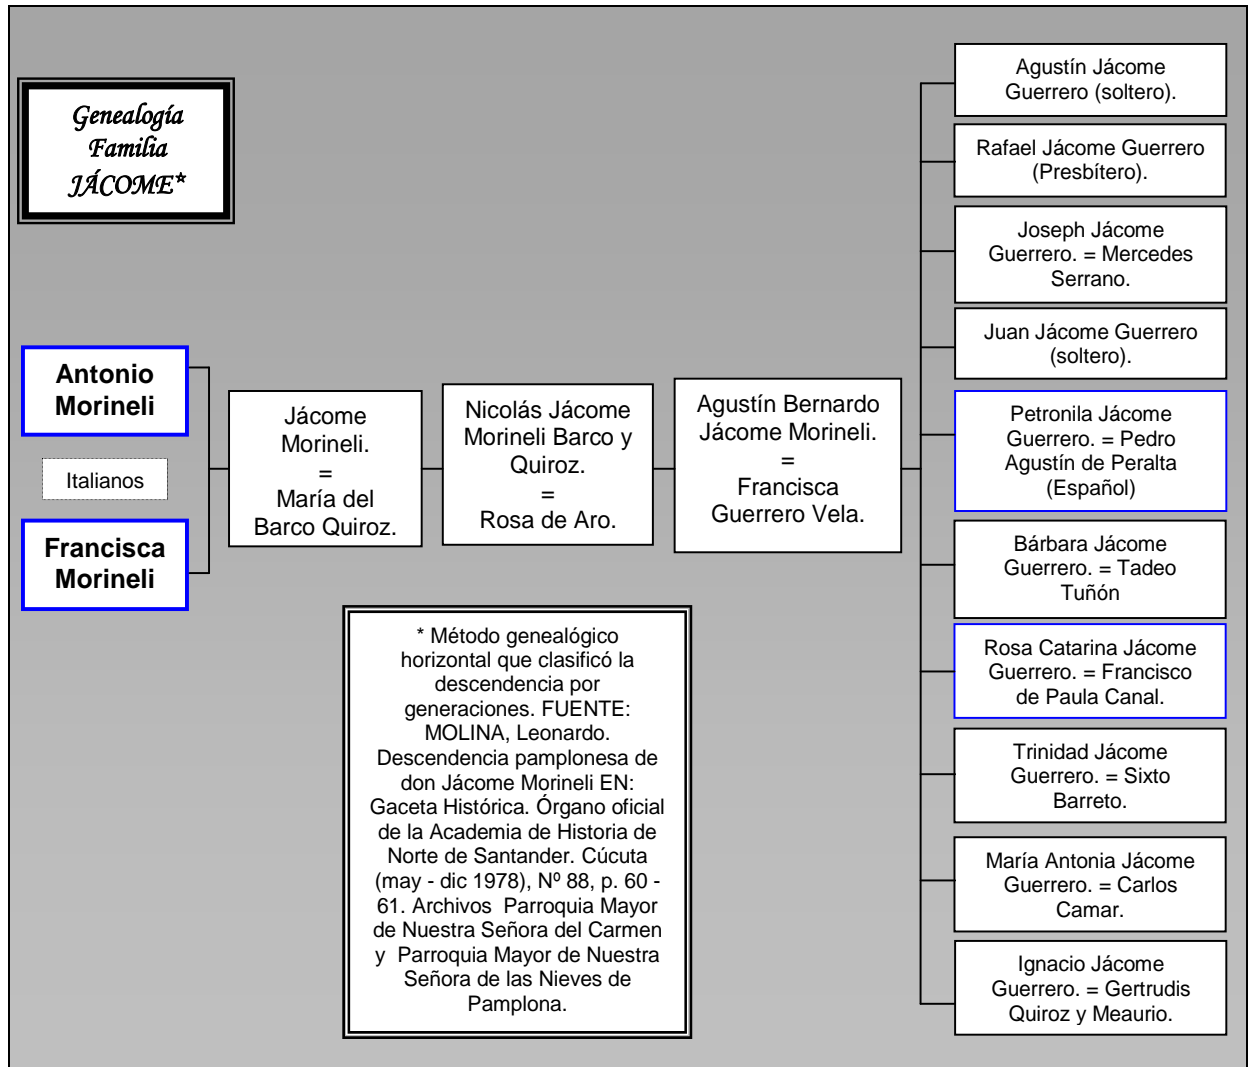 Genealogía
Familia
JÁCOME*
Antonio
Morineli
Italianos
Francisca
Morineli
Jácome
Morineli.
=
María del
Barco Quiroz.
Nicolás Jácome
Morineli Barco y
Quiroz.
=
Rosa de Aro.
Agustín Bernardo
Jácome Morineli.
=
Francisca
Guerrero Vela.
Agustín Jácome
Guerrero (soltero).
Rafael Jácome Guerrero
(Presbítero).
Joseph Jácome
Guerrero. = Mercedes
Serrano.
Juan Jácome Guerrero
(soltero).
Petronila Jácome
Guerrero. = Pedro
Agustín de Peralta
(Español)
Bárbara Jácome
Guerrero. = Tadeo
Tuñón
Rosa Catarina Jácome
Guerrero. = Francisco
de Paula Canal.
Trinidad Jácome
Guerrero. = Sixto
Barreto.
María Antonia Jácome
Guerrero. = Carlos
Camar.
Ignacio Jácome
Guerrero. = Gertrudis
Quiroz y Meaurio.
* Método genealógico
horizontal que clasificó la
descendencia por
generaciones. FUENTE:
MOLINA, Leonardo.
Descendencia pamplonesa de
don Jácome Morineli EN:
Gaceta Histórica. Órgano oficial
de la Academia de Historia de
Norte de Santander. Cúcuta
(may - dic 1978), Nº 88, p. 60 -
61. Archivos Parroquia Mayor
de Nuestra Señora del Carmen
y Parroquia Mayor de Nuestra
Señora de las Nieves de
Pamplona.